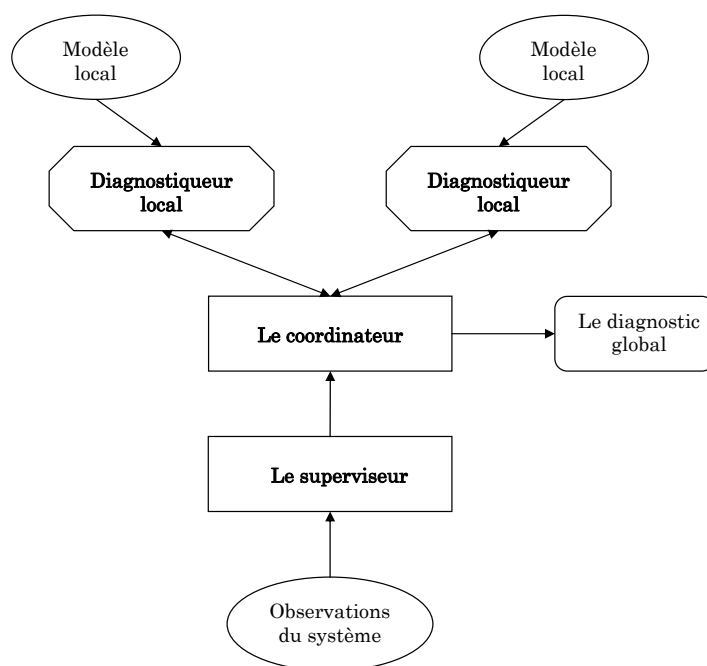 Modèle
local
Modèle
local
Diagnostiqueur
local
Diagnostiqueur
local
Le coordinateur
Le diagnostic
global
Le superviseur
Observations
du système